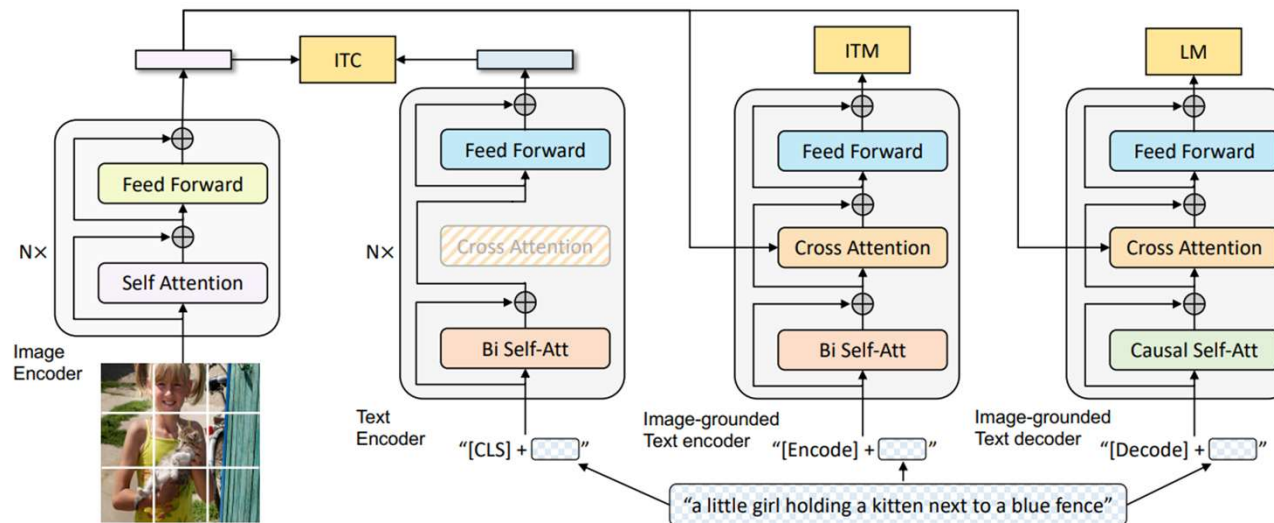 ITC
ITM
LM
Feed Forward
Self Attention
N×
Image
Encoder
Feed Forward
Cross Attention
Bi Self-Att
N×
Text
Encoder
"[CLS] + "
Feed Forward
Cross Attention
Bi Self-Att
Image-grounded
Text encoder
"[Encode] + "
Feed Forward
Cross Attention
Causal Self-Att
Image-grounded
Text decoder
"[Decode] + "
"a little girl holding a kitten next to a blue fence"